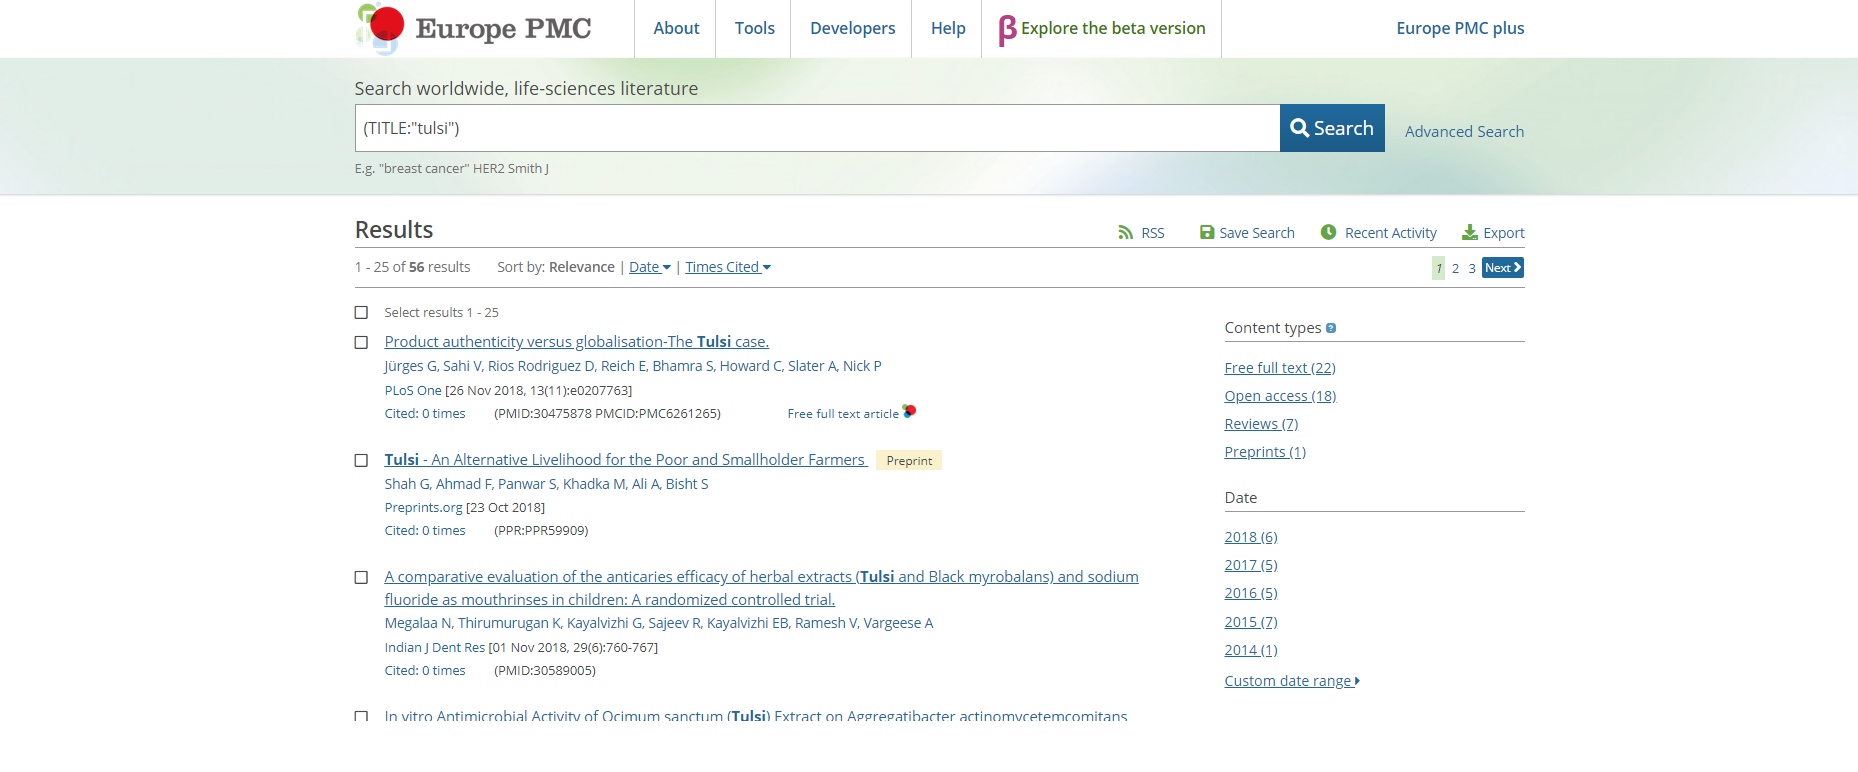 Europe PMC
About
Tools
Developers
Help
β Explore the beta version
Europe PMC plus
Search worldwide, life-sciences literature
(TITLE:"tulsi")
Search
Advanced Search
E.g. "breast cancer" HER2 Smith J
Results
RSS
Save Search
Recent Activity
Export
1 - 25 of 56 results
Sort by: Relevance | Date | Times Cited
1 2 3 Next
Select results 1 - 25
Product authenticity versus globalisation-The Tulsi case.
Jürges G, Sahi V, Rios Rodriguez D, Reich E, Bhamra S, Howard C, Slater A, Nick P
PLoS One [26 Nov 2018, 13(11):e0207763]
Cited: 0 times (PMID:30475878 PMCID:PMC6261265) Free full text article
Tulsi - An Alternative Livelihood for the Poor and Smallholder Farmers Preprint
Shah G, Ahmad F, Panwar S, Khadka M, Ali A, Bisht S
Preprints.org [23 Oct 2018]
Cited: 0 times (PPR:PPR59909)
A comparative evaluation of the anticaries efficacy of herbal extracts (Tulsi and Black myrobalans) and sodium
fluoride as mouthrinses in children: A randomized controlled trial.
Megalaa N, Thirumurugan K, Kayalvizhi G, Sajeev R, Kayalvizhi EB, Ramesh V, Vargeese A
Indian J Dent Res [01 Nov 2018, 29(6):760-767]
Cited: 0 times (PMID:30589005)
In vitro Antimicrobial Activity of Ocimum sanctum (Tulsi) Extract on Aggregatibacter actinomycetemcomitans
Content types ?
Free full text (22)
Open access (18)
Reviews (7)
Preprints (1)
Date
2018 (6)
2017 (5)
2016 (5)
2015 (7)
2014 (1)
Custom date range